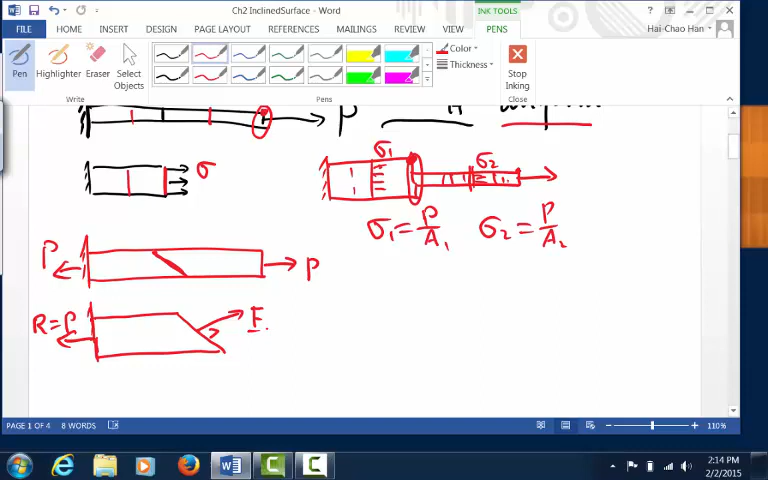 Ch2 InclinedSurface - Word
INK TOOLS
FILE HOME INSERT DESIGN PAGE LAYOUT REFERENCES MAILINGS REVIEW VIEW PENS
Hai-Chao Han
Pen Highlighter Eraser Select Objects
Color
Thickness
Stop Inking
Write Pens Close
P A
σ
σ1 σ2
σ1 = P/A1 σ2 = P/A2
P P
R = P F
PAGE 1 OF 4 8 WORDS
110%
2:14 PM
2/2/2015